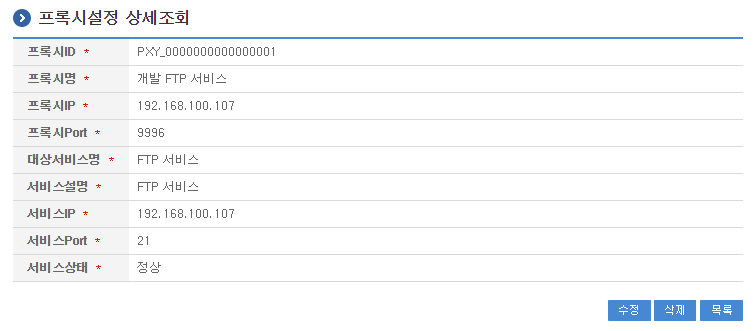 프록시설정 상세조회
프록시ID * PXY_0000000000000001
프록시명 * 개발 FTP 서비스
프록시IP * 192.168.100.107
프록시Port * 9996
대상서비스명 * FTP 서비스
서비스설명 * FTP 서비스
서비스IP * 192.168.100.107
서비스Port * 21
서비스상태 * 정상
수정 삭제 목록